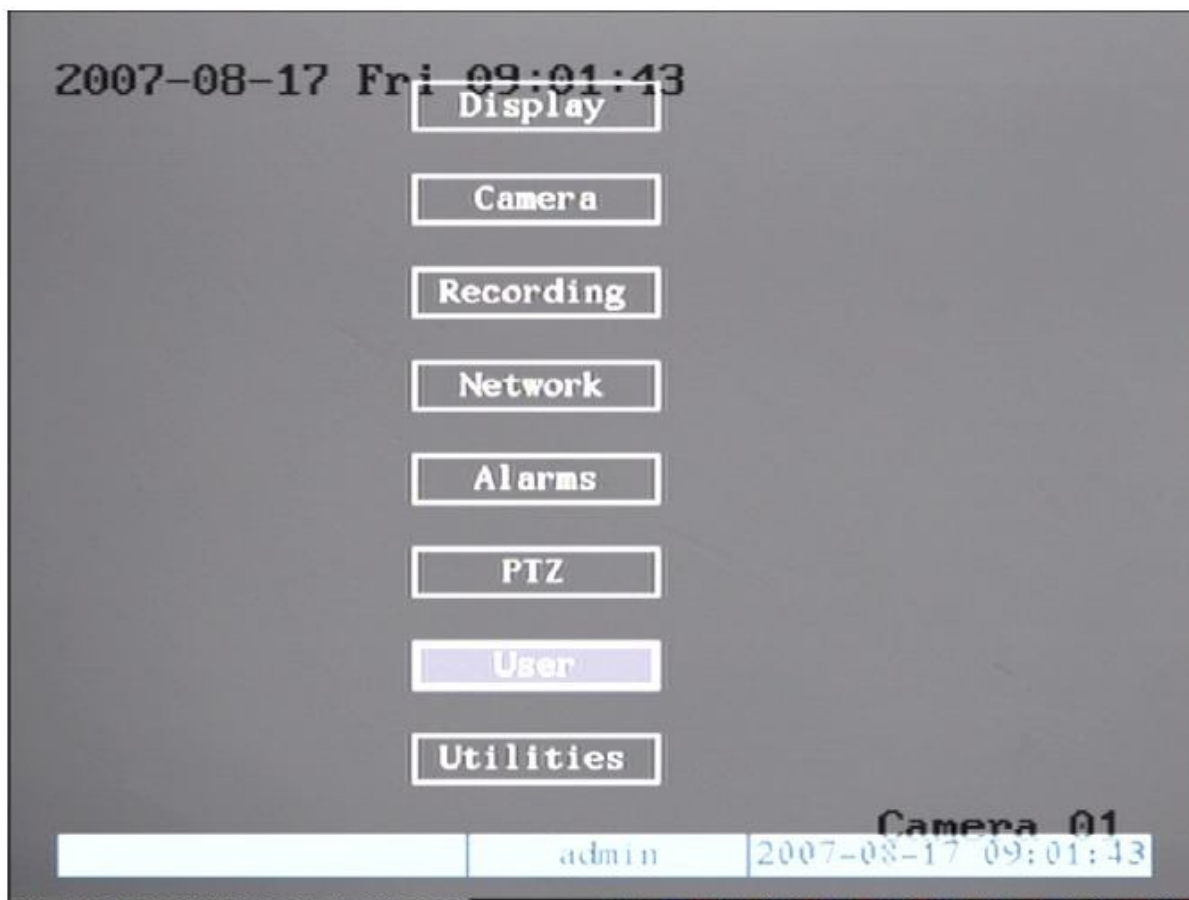 2007-08-17 Fri 09:01:43
Display
Camera
Recording
Network
Alarms
PTZ
User
Utilities
Camera 01
admin 2007-08-17 09:01:43